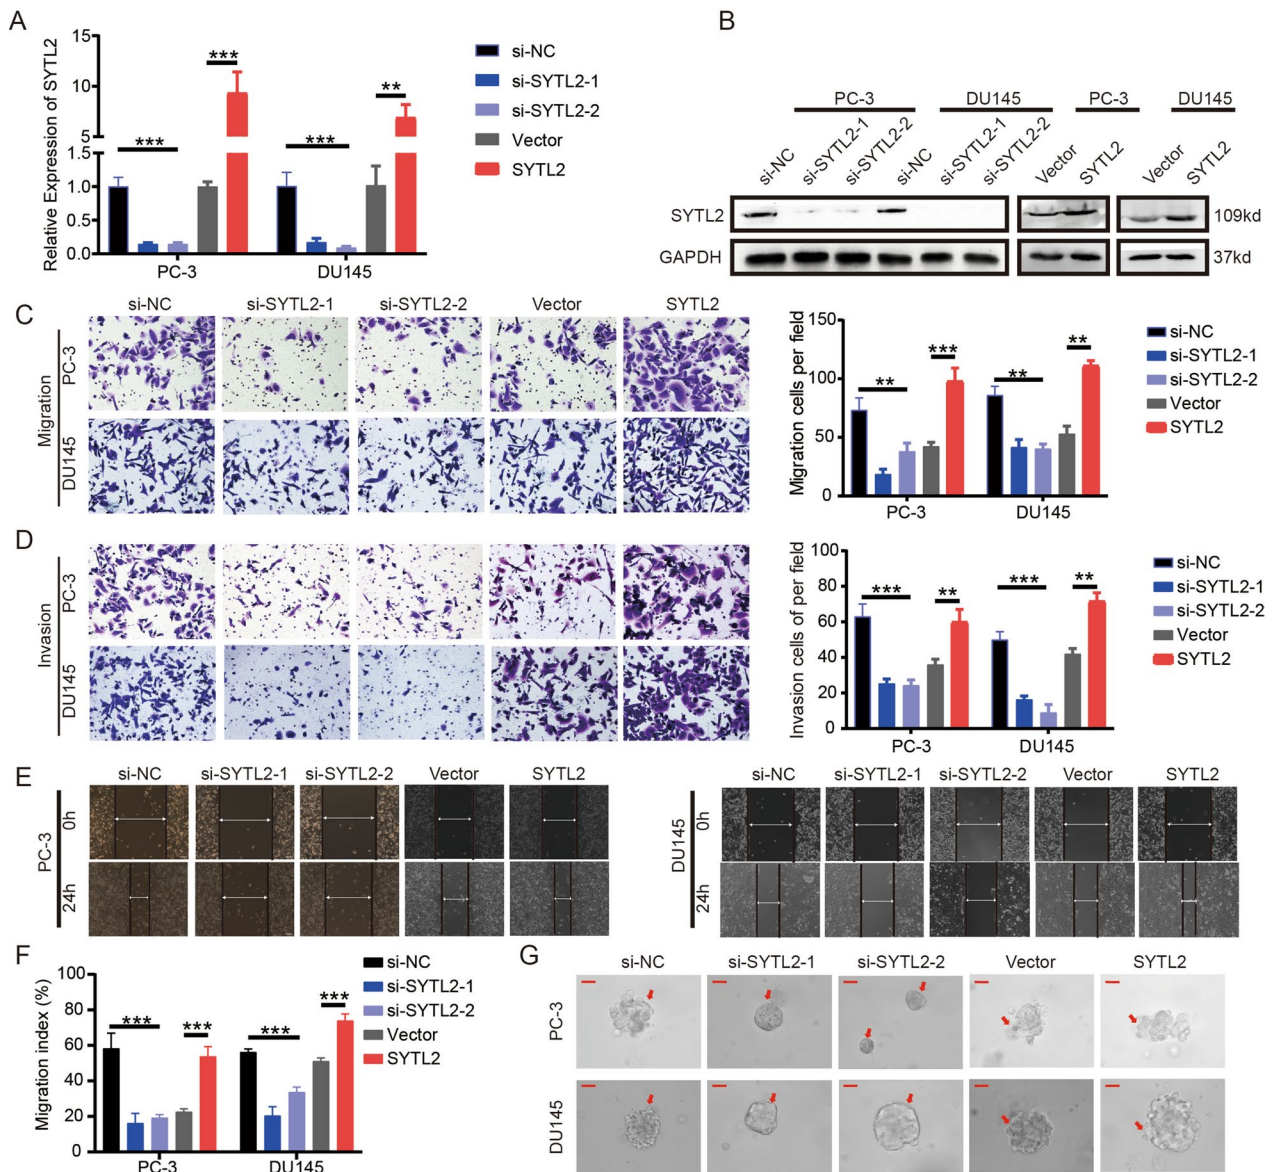 A
Relative Expression of SYTL2
15
10
5
1.5
1.0
0.5
0.0
***
***
***
**
PC-3
DU145
si-NC
si-SYTL2-1
si-SYTL2-2
Vector
SYTL2
B
PC-3
DU145
PC-3
DU145
si-NC
si-SYTL2-1
si-SYTL2-2
si-NC
si-SYTL2-1
si-SYTL2-2
Vector
SYTL2
Vector
SYTL2
SYTL2
109kd
GAPDH
37kd
C
si-NC
si-SYTL2-1
si-SYTL2-2
Vector
SYTL2
Migration
PC-3
DU145
Migration cells per field
150
100
50
0
**
***
**
**
PC-3
DU145
si-NC
si-SYTL2-1
si-SYTL2-2
Vector
SYTL2
D
Invasion
PC-3
DU145
Invasion cells of per field
100
80
60
40
20
0
***
**
***
**
PC-3
DU145
si-NC
si-SYTL2-1
si-SYTL2-2
Vector
SYTL2
E
si-NC
si-SYTL2-1
si-SYTL2-2
Vector
SYTL2
PC-3
0h
24h
si-NC
si-SYTL2-1
si-SYTL2-2
Vector
SYTL2
DU145
0h
24h
F
Migration index (%)
100
80
60
40
20
0
***
***
***
***
PC-3
DU145
si-NC
si-SYTL2-1
si-SYTL2-2
Vector
SYTL2
G
si-NC
si-SYTL2-1
si-SYTL2-2
Vector
SYTL2
PC-3
DU145